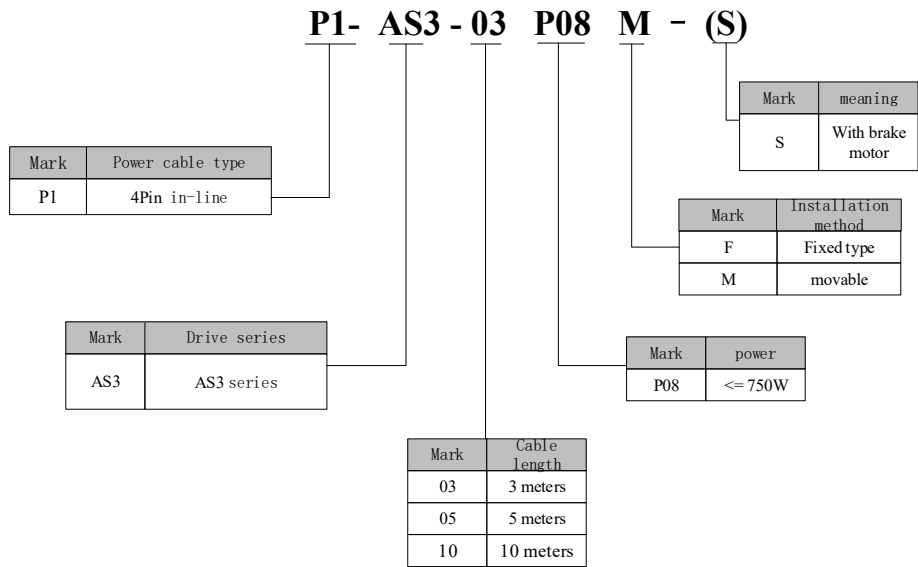 P1- AS3 - 03 P08 M - (S)
Mark meaning
S With brake
motor
Mark Power cable type
P1 4Pin in-line
Mark Installation
method
F Fixed type
M movable
Mark Drive series
AS3 AS3 series
Mark power
P08 <= 750W
Mark Cable
length
03 3 meters
05 5 meters
10 10 meters